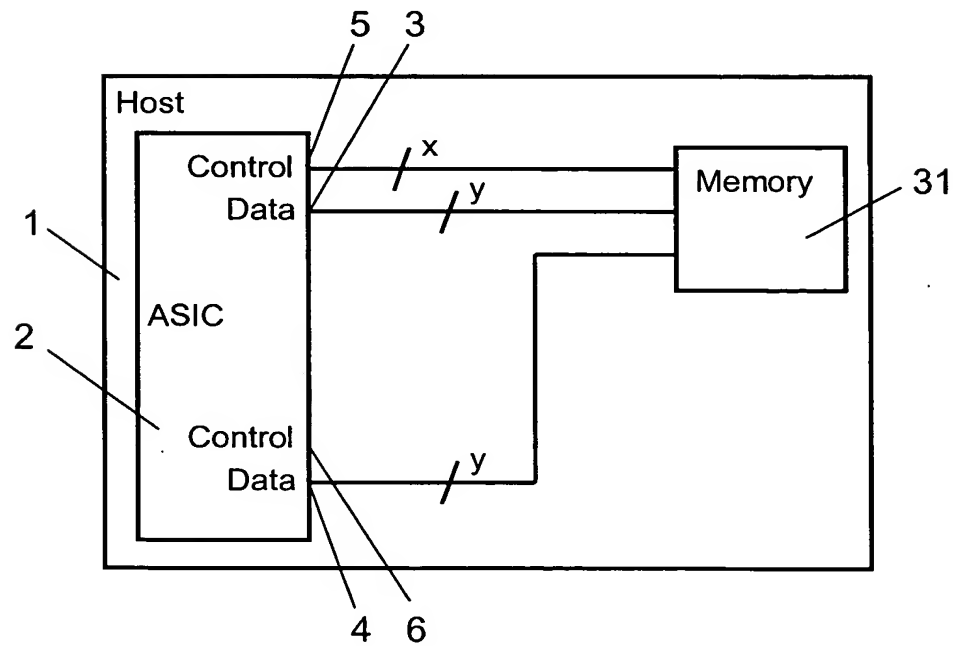 5 3
Host
Control x
Data y
Memory 31
1
ASIC
2
Control
Data y
4 6